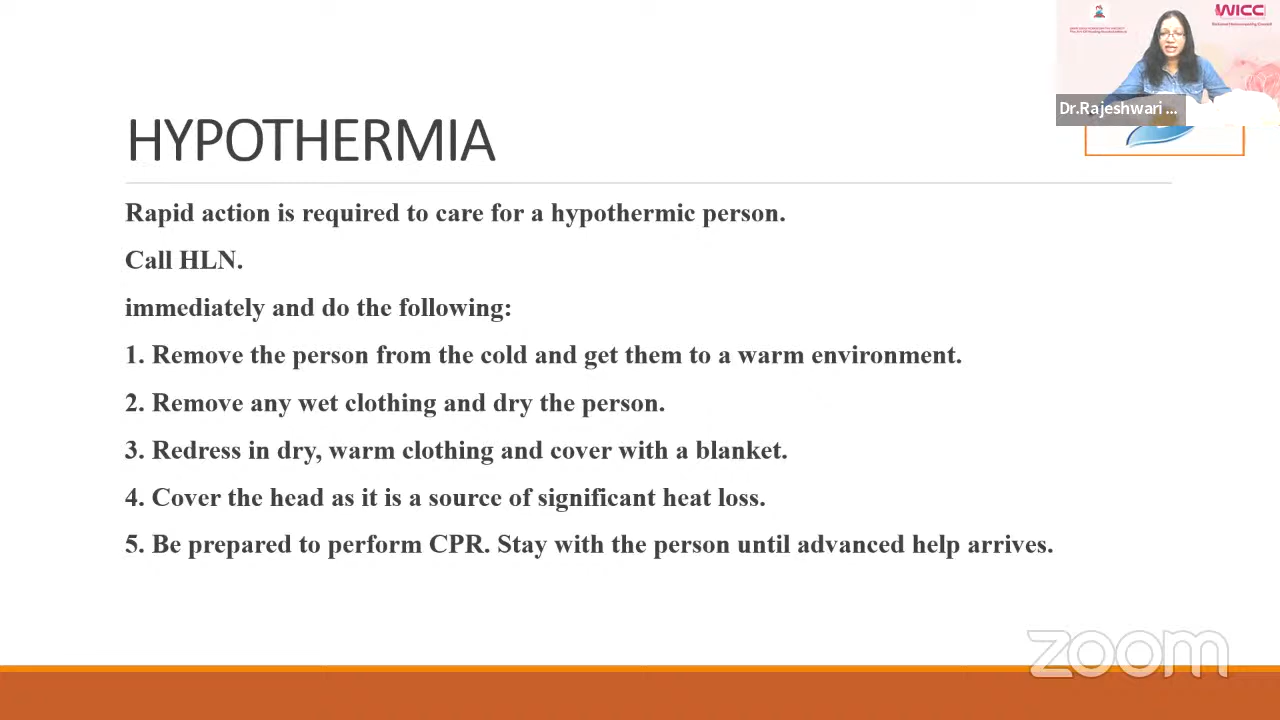 WICC
HYPOTHERMIA
Dr.Rajeshwari ...
Rapid action is required to care for a hypothermic person.
Call HLN.
immediately and do the following:
1. Remove the person from the cold and get them to a warm environment.
2. Remove any wet clothing and dry the person.
3. Redress in dry, warm clothing and cover with a blanket.
4. Cover the head as it is a source of significant heat loss.
5. Be prepared to perform CPR. Stay with the person until advanced help arrives.
zoom